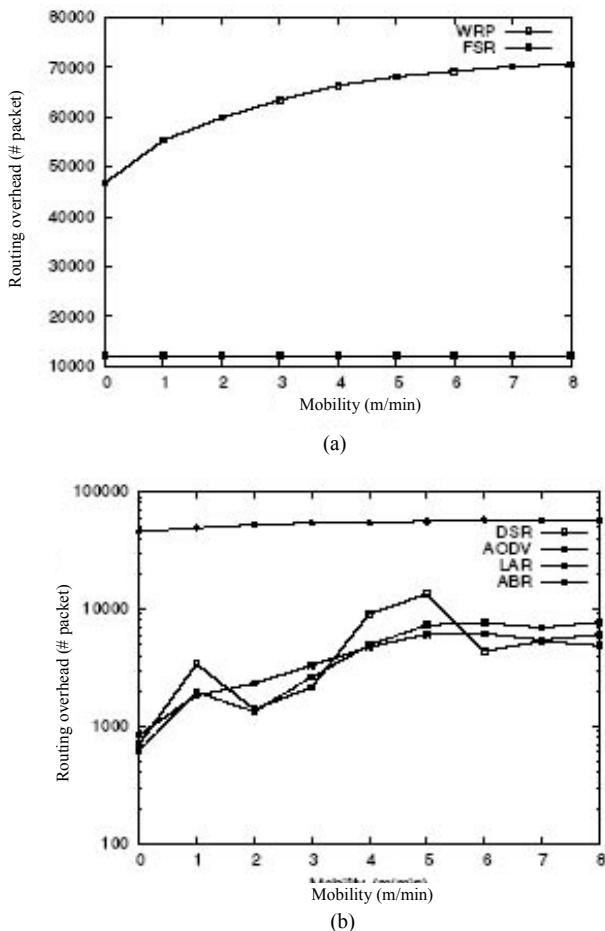 80000
70000
60000
50000
40000
30000
20000
10000
Routing overhead (# packet)
WRP
FSR
0 1 2 3 4 5 6 7 8
Mobility (m/min)
(a)
100000
10000
1000
100
Routing overhead (# packet)
DSR
AODV
LAR
ABR
0 1 2 3 4 5 6 7 8
Mobility (m/min)
Mobility (m/min)
(b)